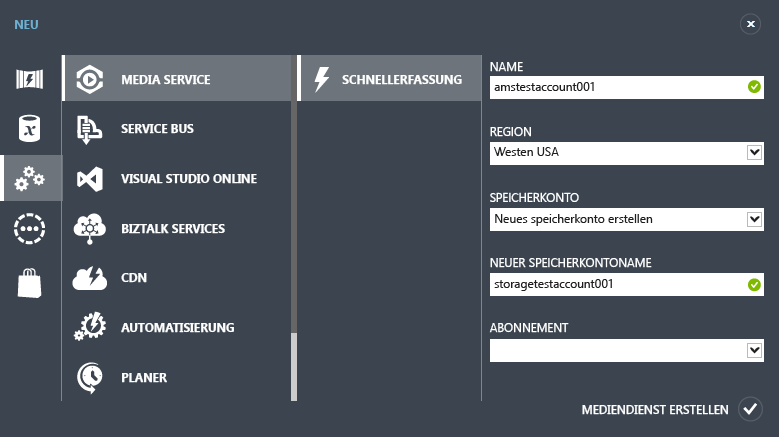 NEU
MEDIA SERVICE
SERVICE BUS
VISUAL STUDIO ONLINE
BIZTALK SERVICES
CDN
AUTOMATISIERUNG
PLANER
SCHNELLERFASSUNG
NAME
amstestaccount001
REGION
Westen USA
SPEICHERKONTO
Neues speicherkonto erstellen
NEUER SPEICHERKONTONAME
storagetestaccount001
ABONNEMENT
MEDIENDIENST ERSTELLEN